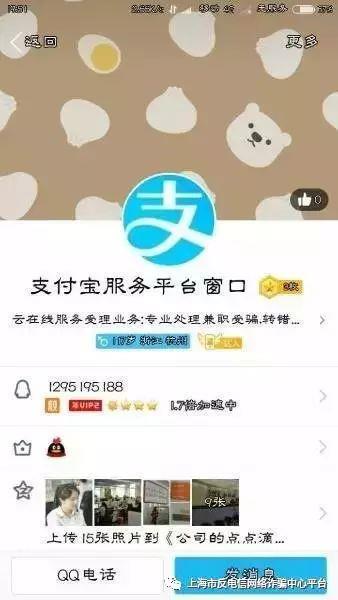 返回
更多
0
支付宝服务平台窗口
云在线服务受理业务:专业处理兼职受骗.转错...
浙江 杭州
1295195188
1.7倍加速中
9张
上传15张照片到《公司的点点滴...
QQ电话
发消息
上海市反电信网络诈骗中心平台